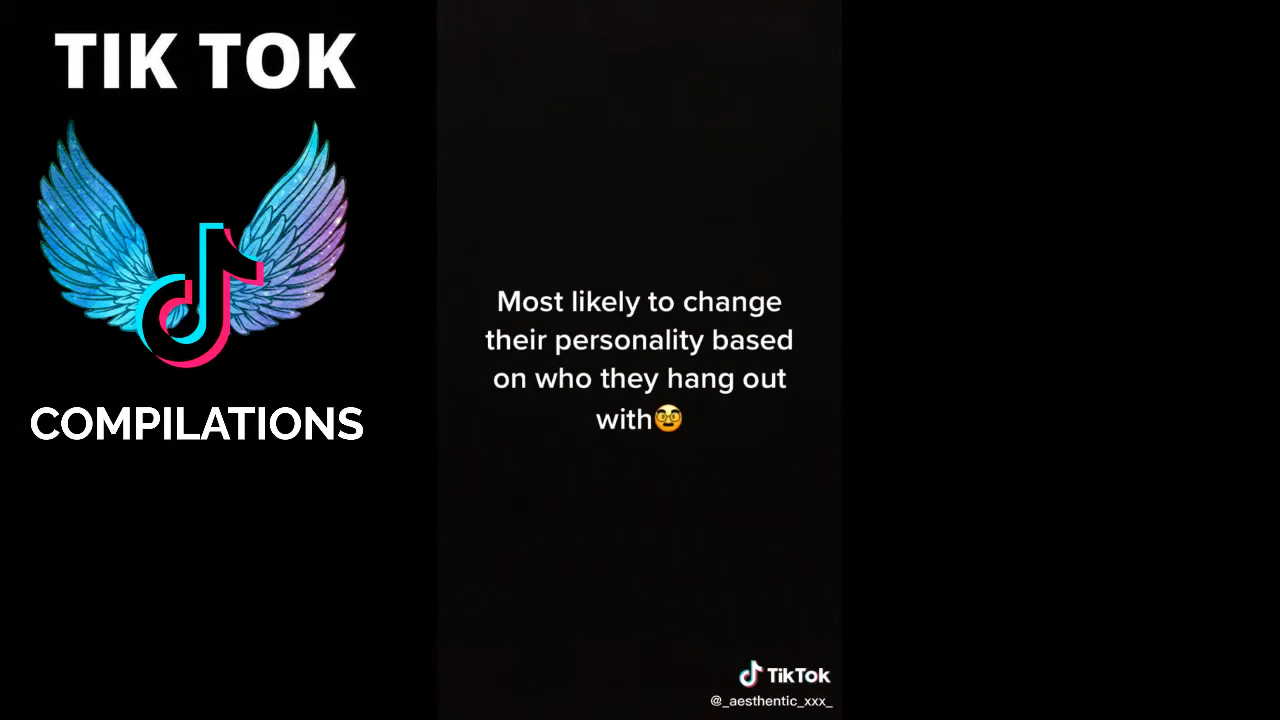 TIK TOK
COMPILATIONS
Most likely to change
their personality based
on who they hang out
with🥸
TikTok
@_aesthentic_xxx_